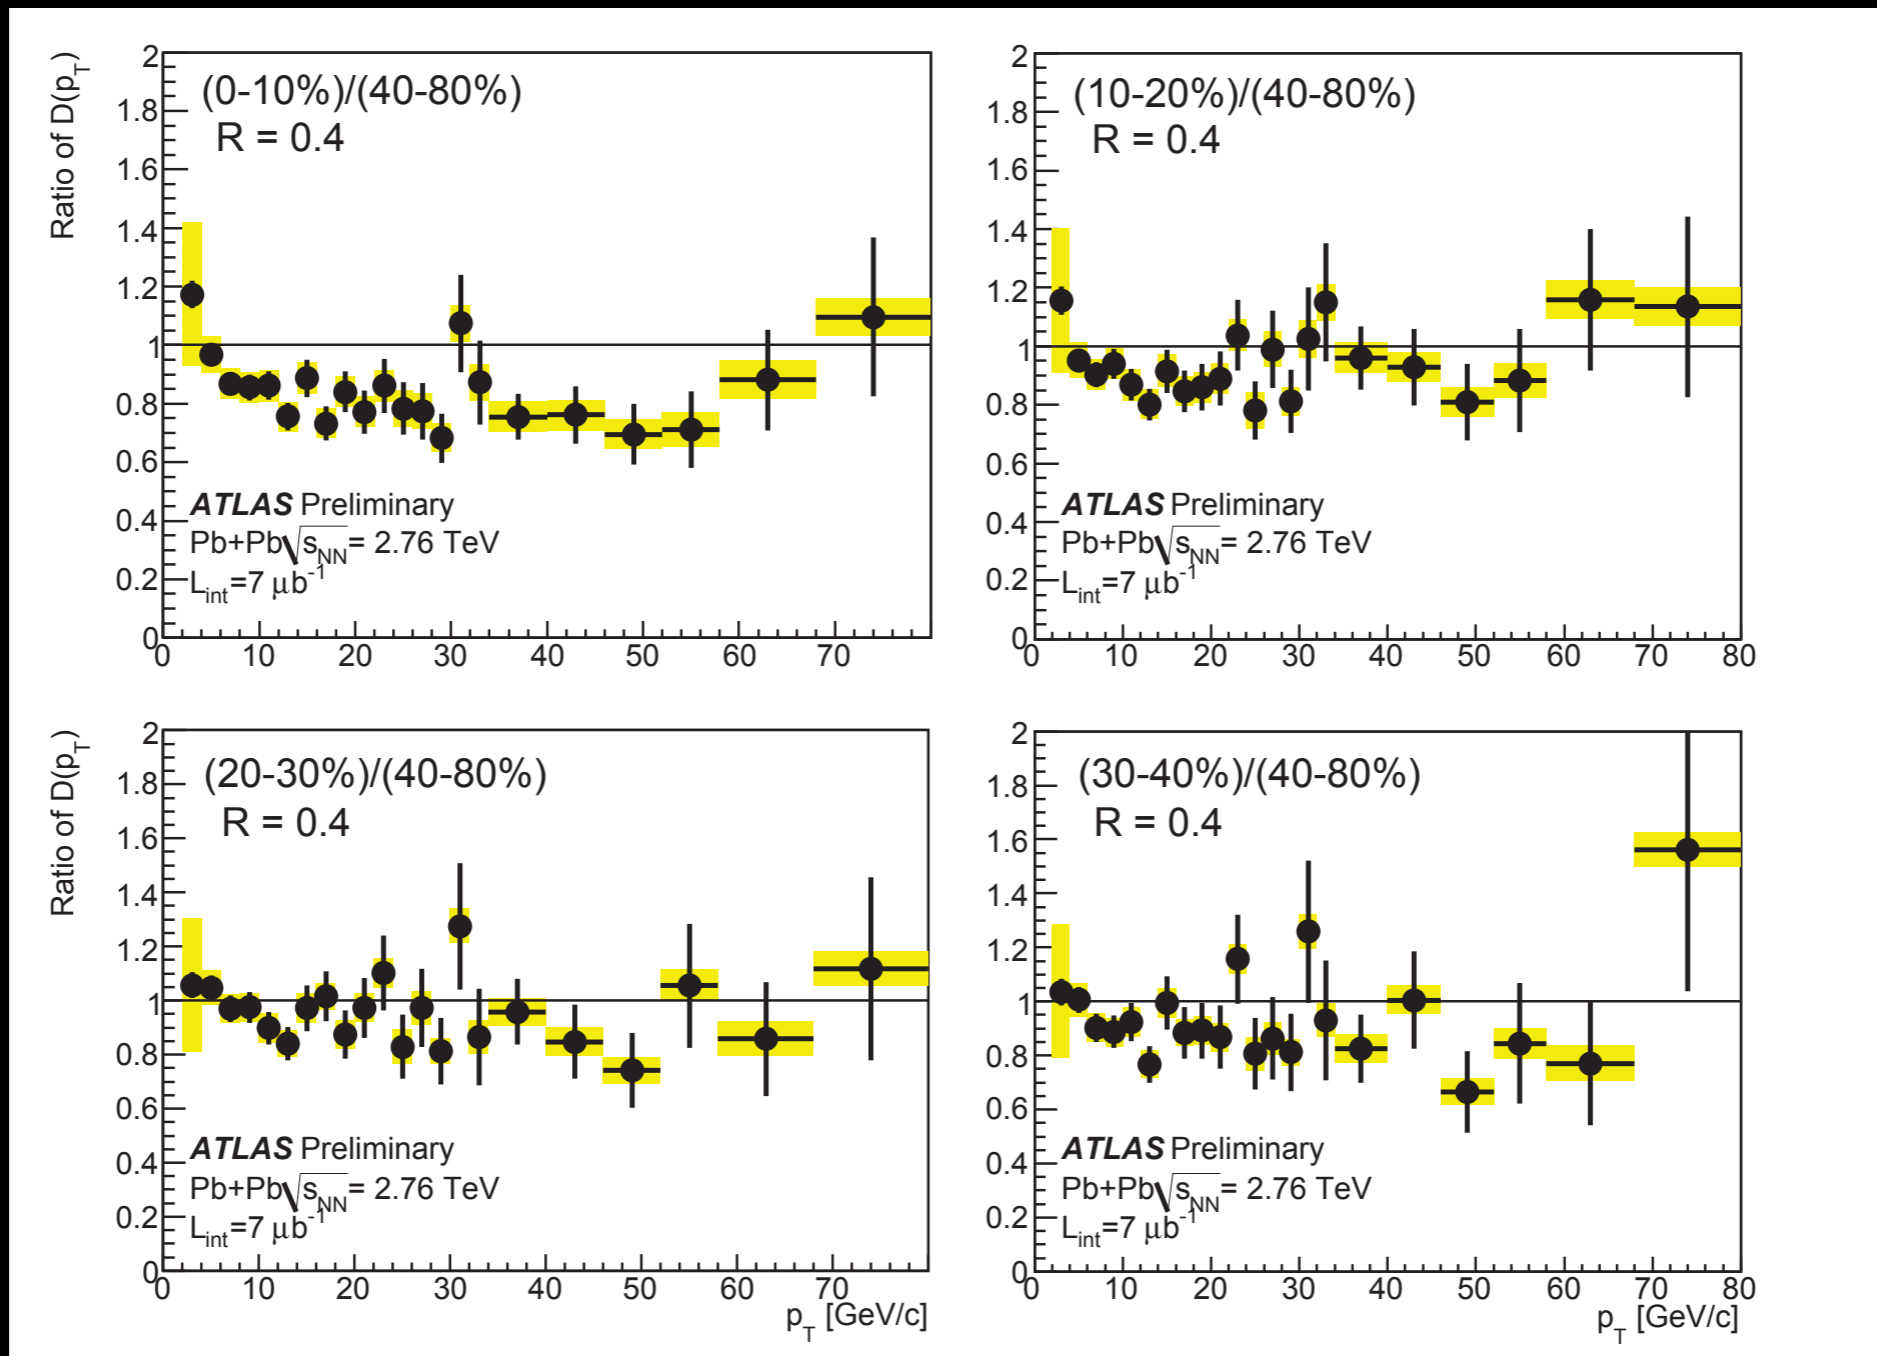 Ratio of D(p_T)
2
1.8
1.6
1.4
1.2
1
0.8
0.6
0.4
0.2
0
(0-10%)/(40-80%)
R = 0.4
ATLAS Preliminary
Pb+Pb √s_NN = 2.76 TeV
L_int=7 μb^-1
0 10 20 30 40 50 60 70
2
1.8
1.6
1.4
1.2
1
0.8
0.6
0.4
0.2
0
(10-20%)/(40-80%)
R = 0.4
ATLAS Preliminary
Pb+Pb √s_NN = 2.76 TeV
L_int=7 μb^-1
0 10 20 30 40 50 60 70 80
Ratio of D(p_T)
2
1.8
1.6
1.4
1.2
1
0.8
0.6
0.4
0.2
0
(20-30%)/(40-80%)
R = 0.4
ATLAS Preliminary
Pb+Pb √s_NN = 2.76 TeV
L_int=7 μb^-1
0 10 20 30 40 50 60 70
p_T [GeV/c]
2
1.8
1.6
1.4
1.2
1
0.8
0.6
0.4
0.2
0
(30-40%)/(40-80%)
R = 0.4
ATLAS Preliminary
Pb+Pb √s_NN = 2.76 TeV
L_int=7 μb^-1
0 10 20 30 40 50 60 70 80
p_T [GeV/c]